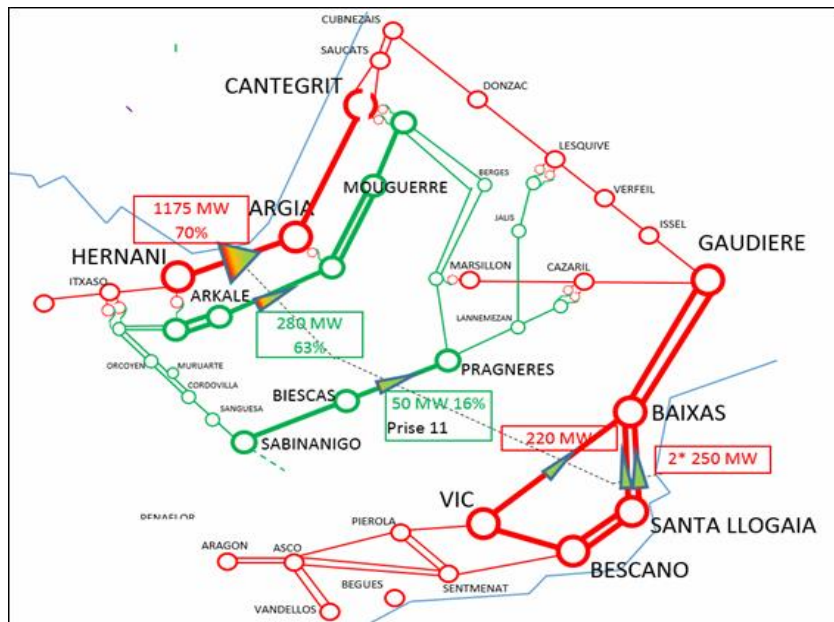 CUBNEZAIS
SAUCATS
CANTEGRIT
DONZAC
LESQUIVE
BERGES
MOUGUERRE
VERFEIL
1175 MW
70%
ARGIA
JALIS
ISSEL
GAUDIERE
HERNANI
MARSILLON
CAZARIL
ITXASO
ARKALE
280 MW
63%
LANNEMEZAN
ORCOYEN
MURUARTE
PRAGNERES
CORDOVILLA
BIESCAS
50 MW 16%
Prise 11
SANGUESA
BAIXAS
SABINANIGO
220 MW
2* 250 MW
VIC
SANTA LLOGAIA
PIEROLA
ARAGON
ASCO
BESCANO
BEGUES
SENTMENAT
VANDELLOS